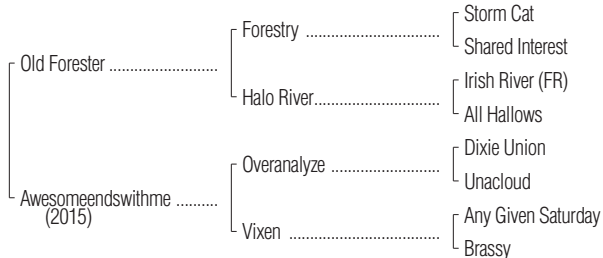 Storm Cat
Forestry ................................
Shared Interest
Old Forester ...........................
Irish River (FR)
Halo River.............................
All Hallows
Dixie Union
Overanalyze ..........................
Unacloud
Awesomeendswithme ..........
(2015)
Any Given Saturday
Vixen .....................................
Brassy